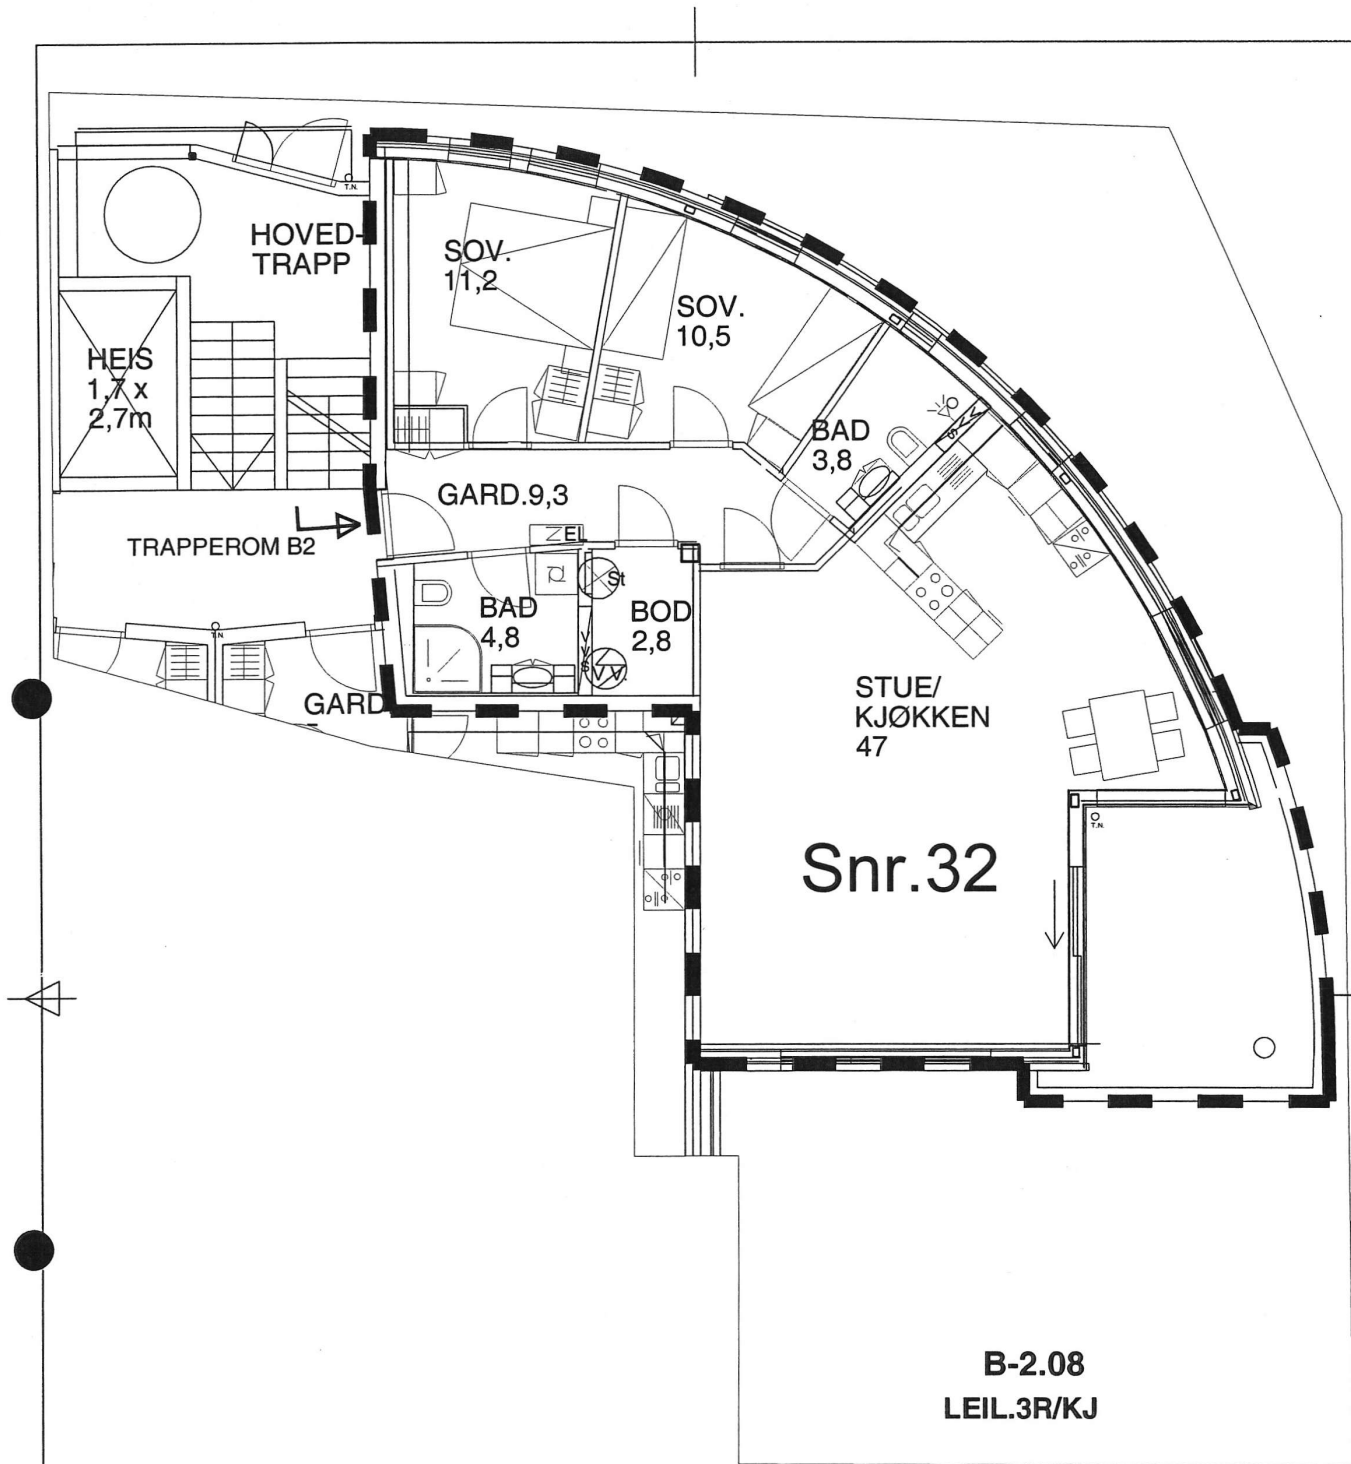 T.N.
HOVED-
TRAPP
SOV.
11,2
SOV.
10,5
HEIS
1,7 x
2,7m
BAD
3,8
VVS
GARD.9,3
EL
TRAPPEROM B2
St
BAD
4,8
BOD
2,8
T.N
VVS
V.V.
GARD
STUE/
KJØKKEN
47
T.N.
Snr.32
B-2.08
LEIL.3R/KJ